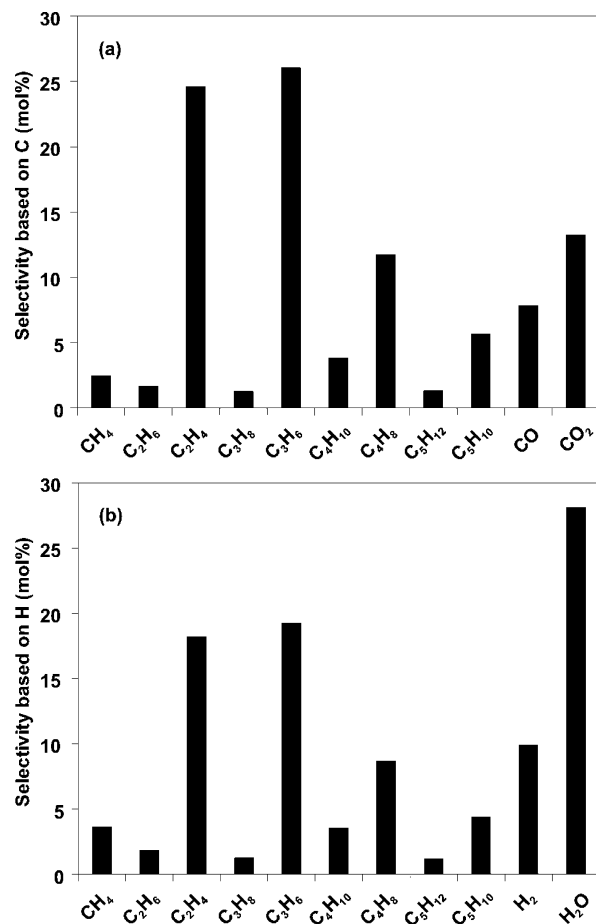 Selectivity based on C (mol%)
(a)
30
25
20
15
10
5
0
CH₄ C₂H₆ C₂H₄ C₃H₈ C₃H₆ C₄H₁₀ C₄H₈ C₅H₁₂ C₅H₁₀ CO CO₂
Selectivity based on H (mol%)
(b)
30
25
20
15
10
5
0
CH₄ C₂H₆ C₂H₄ C₃H₈ C₃H₆ C₄H₁₀ C₄H₈ C₅H₁₂ C₅H₁₀ H₂ H₂O